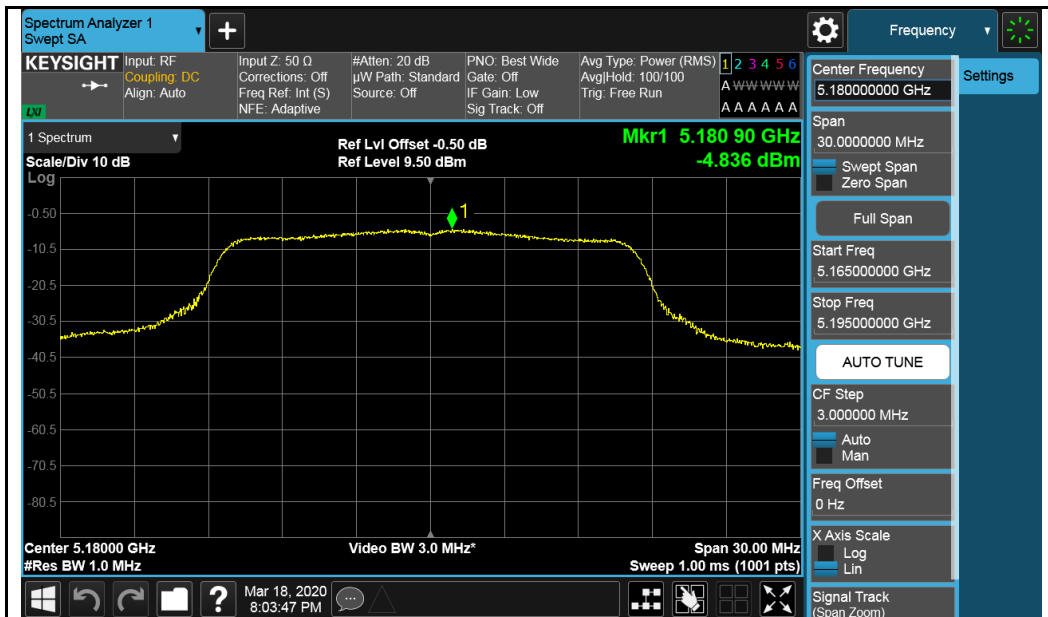 Spectrum Analyzer 1
Swept SA
Frequency
KEYSIGHT
Input: RF
Coupling: DC
Align: Auto
LXI
Input Z: 50 Ω
Corrections: Off
Freq Ref: Int (S)
NFE: Adaptive
#Atten: 20 dB
µW Path: Standard
Source: Off
PNO: Best Wide
Gate: Off
IF Gain: Low
Sig Track: Off
Avg Type: Power (RMS)
Avg|Hold: 100/100
Trig: Free Run
1 2 3 4 5 6
A W W W W W
A A A A A A
1 Spectrum
Scale/Div 10 dB
Log
Ref Lvl Offset -0.50 dB
Ref Level 9.50 dBm
Mkr1 5.180 90 GHz
-4.836 dBm
1
-0.50
-10.5
-20.5
-30.5
-40.5
-50.5
-60.5
-70.5
-80.5
Center 5.18000 GHz
#Res BW 1.0 MHz
Video BW 3.0 MHz*
Span 30.00 MHz
Sweep 1.00 ms (1001 pts)
?
Mar 18, 2020
8:03:47 PM
Center Frequency
5.180000000 GHz
Span
30.0000000 MHz
Swept Span
Zero Span
Full Span
Start Freq
5.165000000 GHz
Stop Freq
5.195000000 GHz
AUTO TUNE
CF Step
3.000000 MHz
Auto
Man
Freq Offset
0 Hz
X Axis Scale
Log
Lin
Signal Track
(Span Zoom)
Settings